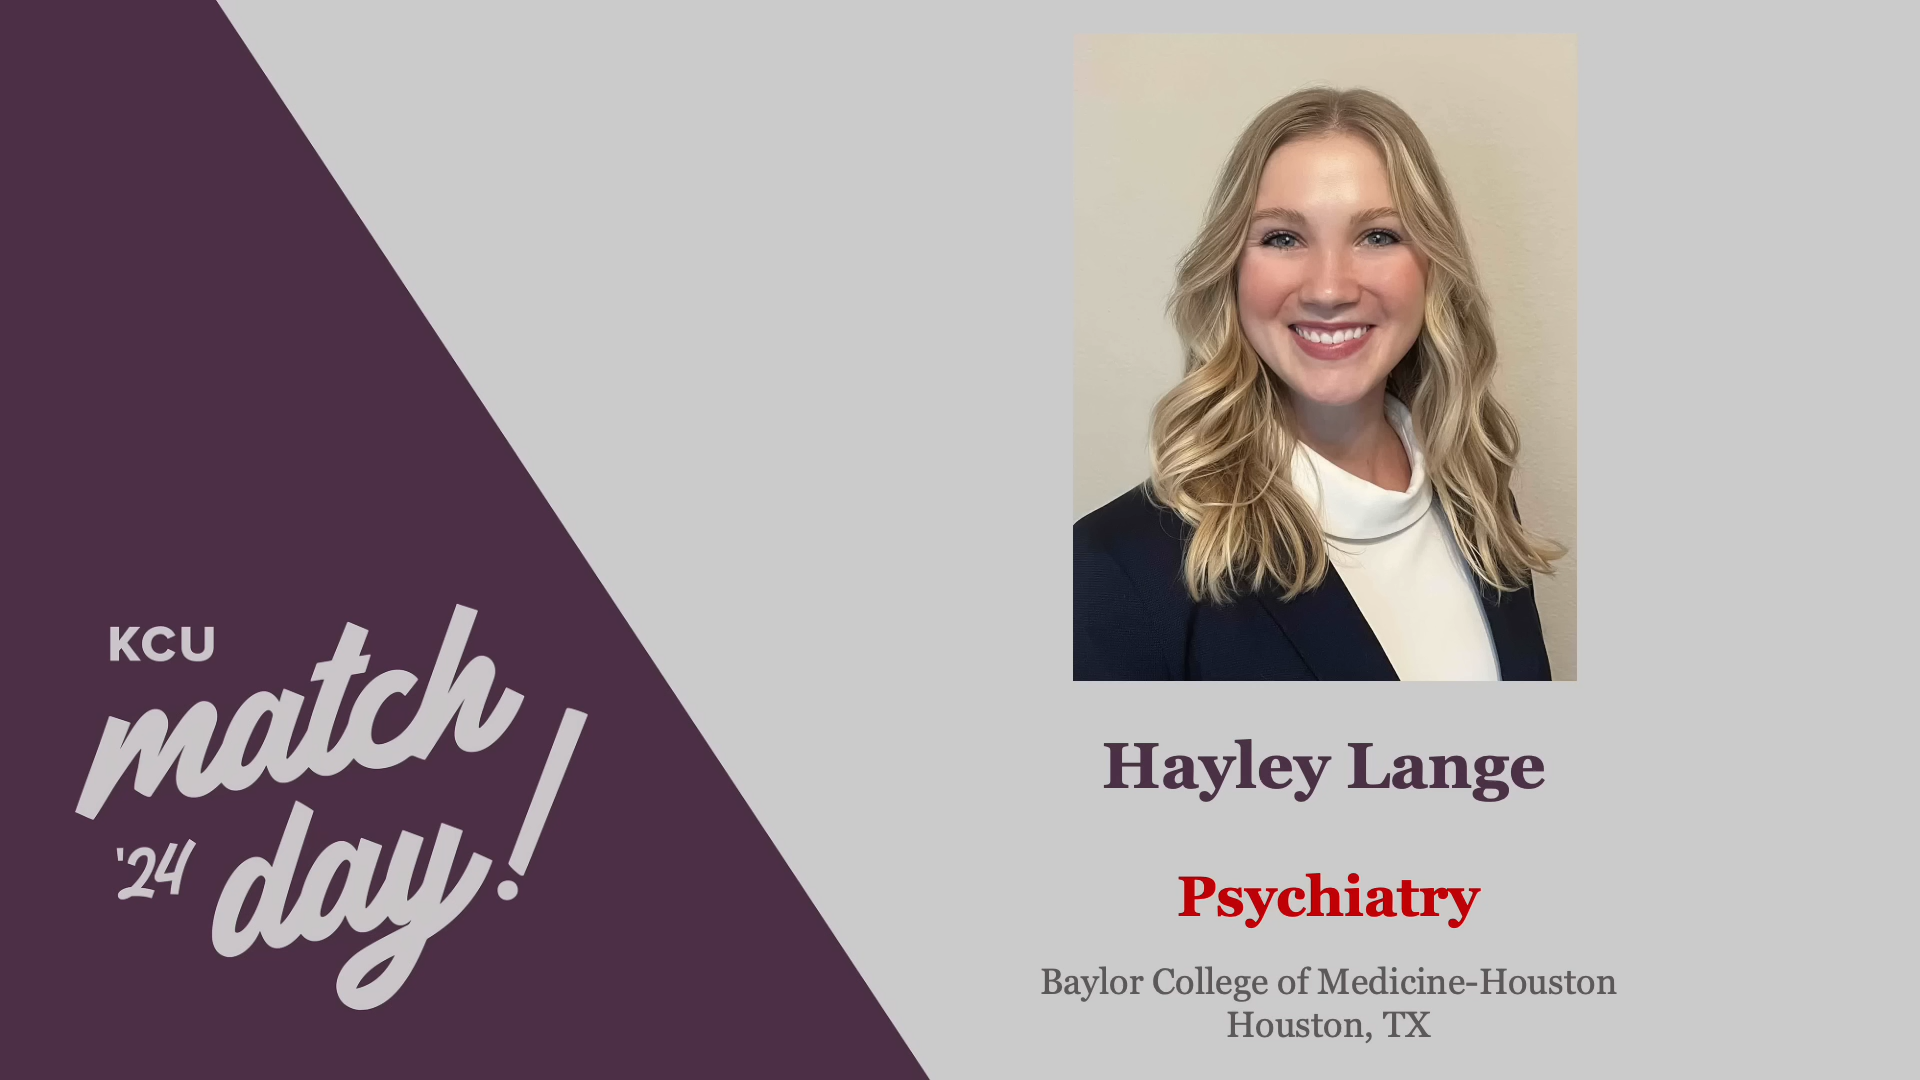 KCU
match
'24 day!
Hayley Lange
Psychiatry
Baylor College of Medicine-Houston
Houston, TX